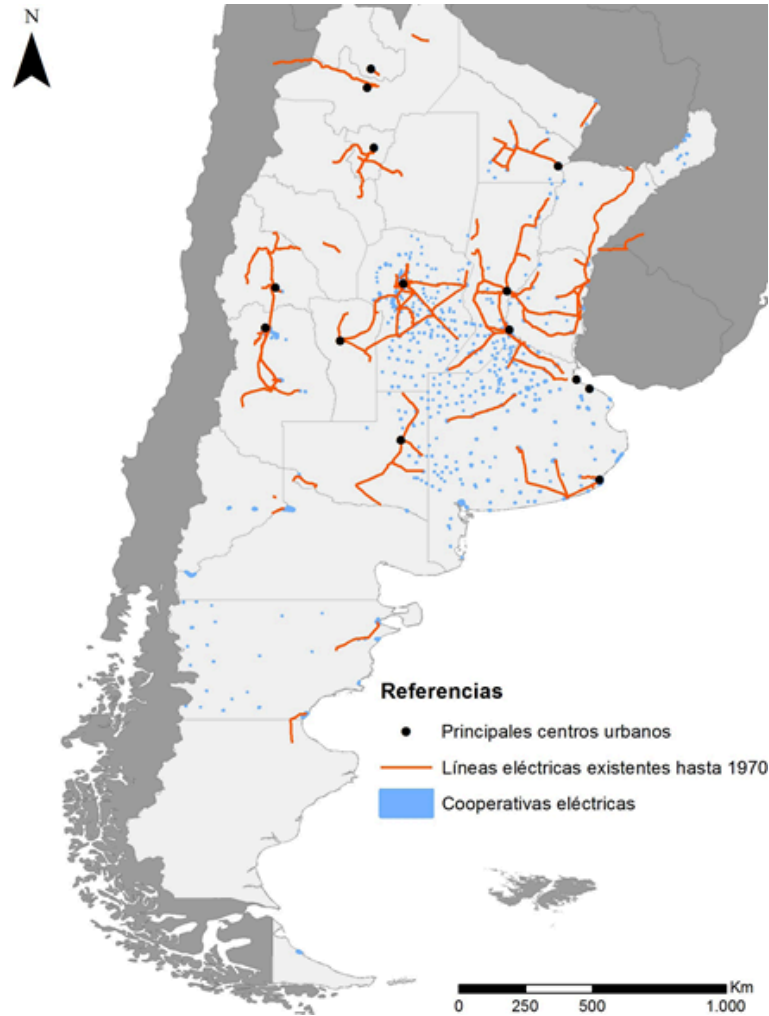 N
Referencias
Principales centros urbanos
Líneas eléctricas existentes hasta 1970
Cooperativas eléctricas
Km
0 250 500 1.000